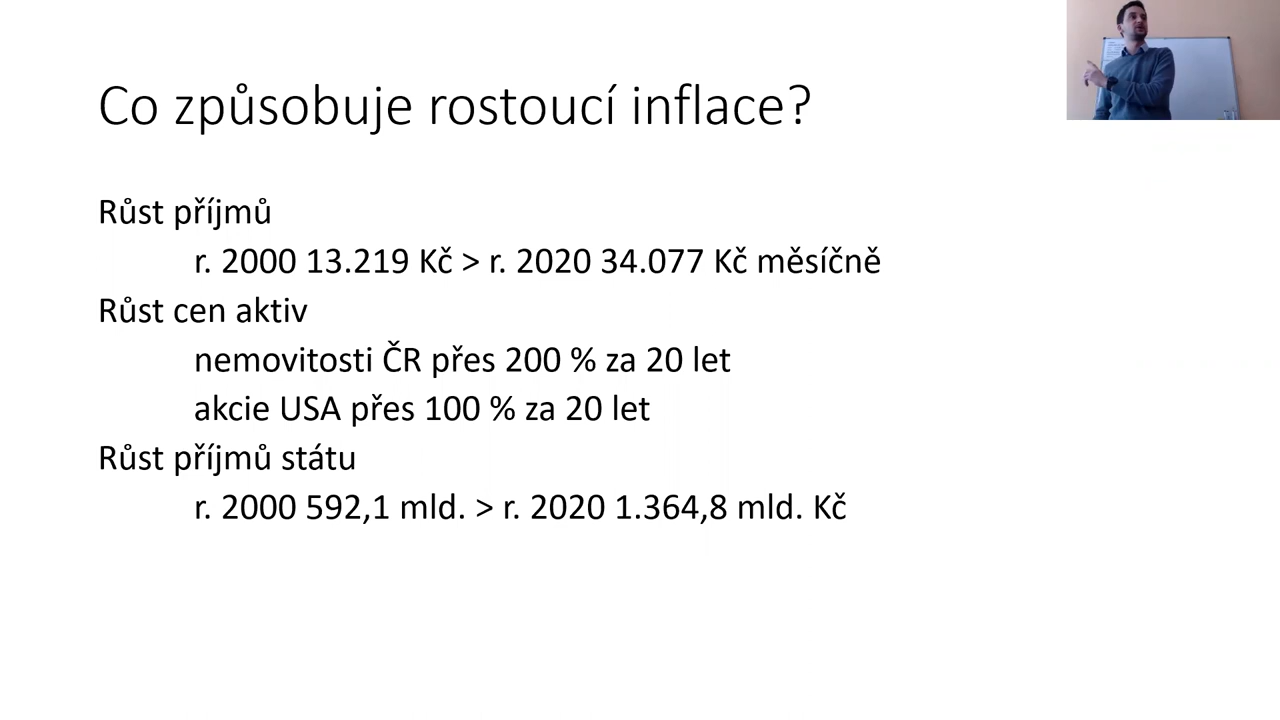 Co způsobuje rostoucí inflace?
Růst příjmů
r. 2000 13.219 Kč > r. 2020 34.077 Kč měsíčně
Růst cen aktiv
nemovitosti ČR přes 200 % za 20 let
akcie USA přes 100 % za 20 let
Růst příjmů státu
r. 2000 592,1 mld. > r. 2020 1.364,8 mld. Kč